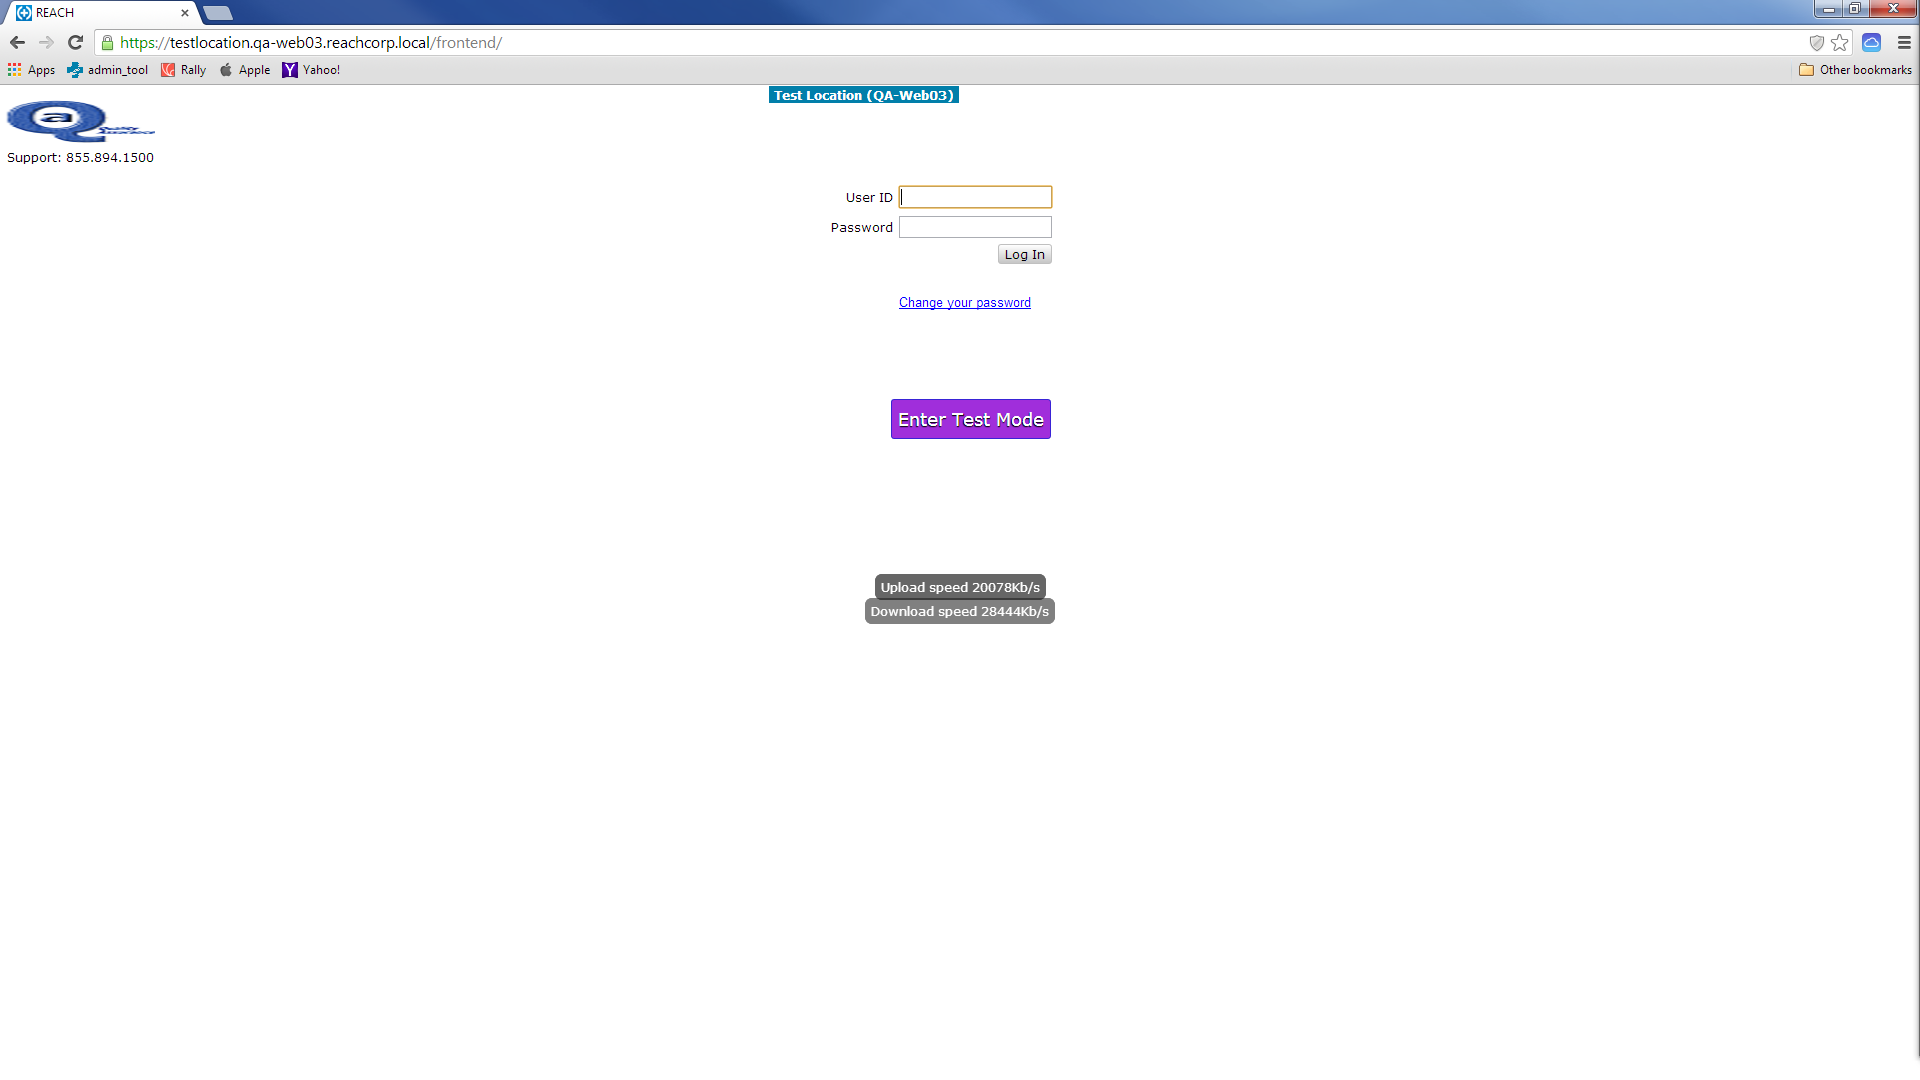 REACH
https://testlocation.qa-web03.reachcorp.local/frontend/
Apps admin_tool Rally Apple Yahoo! Other bookmarks
Test Location (QA-Web03)
a
Quality
Assurance
Support: 855.894.1500
User ID
Password
Log In
Change your password
Enter Test Mode
Upload speed 20078Kb/s
Download speed 28444Kb/s